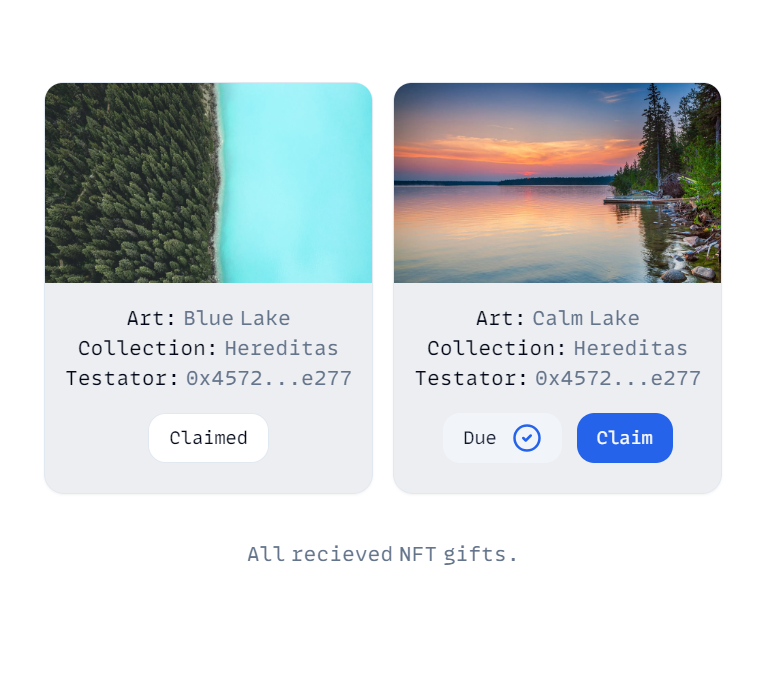 Art: Blue Lake
Collection: Hereditas
Testator: 0x4572...e277
Claimed
Art: Calm Lake
Collection: Hereditas
Testator: 0x4572...e277
Due Claim
All recieved NFT gifts.